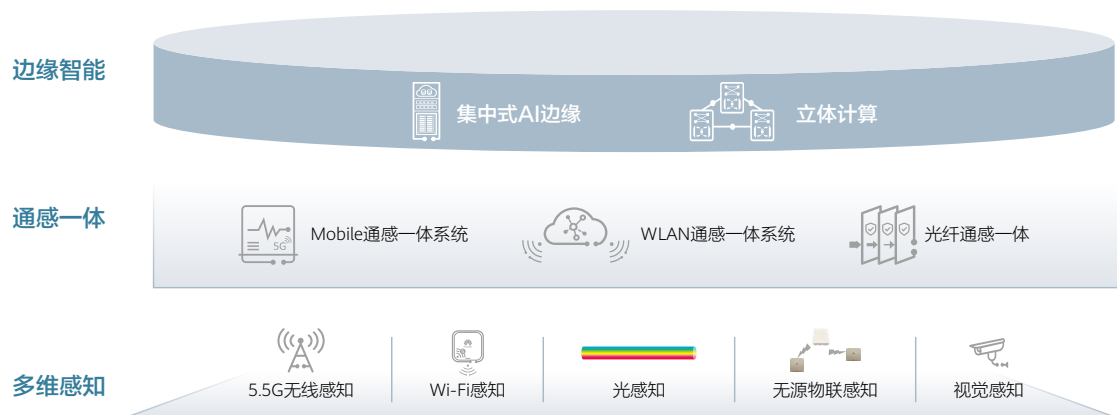 边缘智能
集中式AI边缘
立体计算
通感一体
5G
Mobile通感一体系统
WLAN通感一体系统
光纤通感一体
多维感知
5.5G无线感知
Wi-Fi感知
光感知
无源物联感知
视觉感知